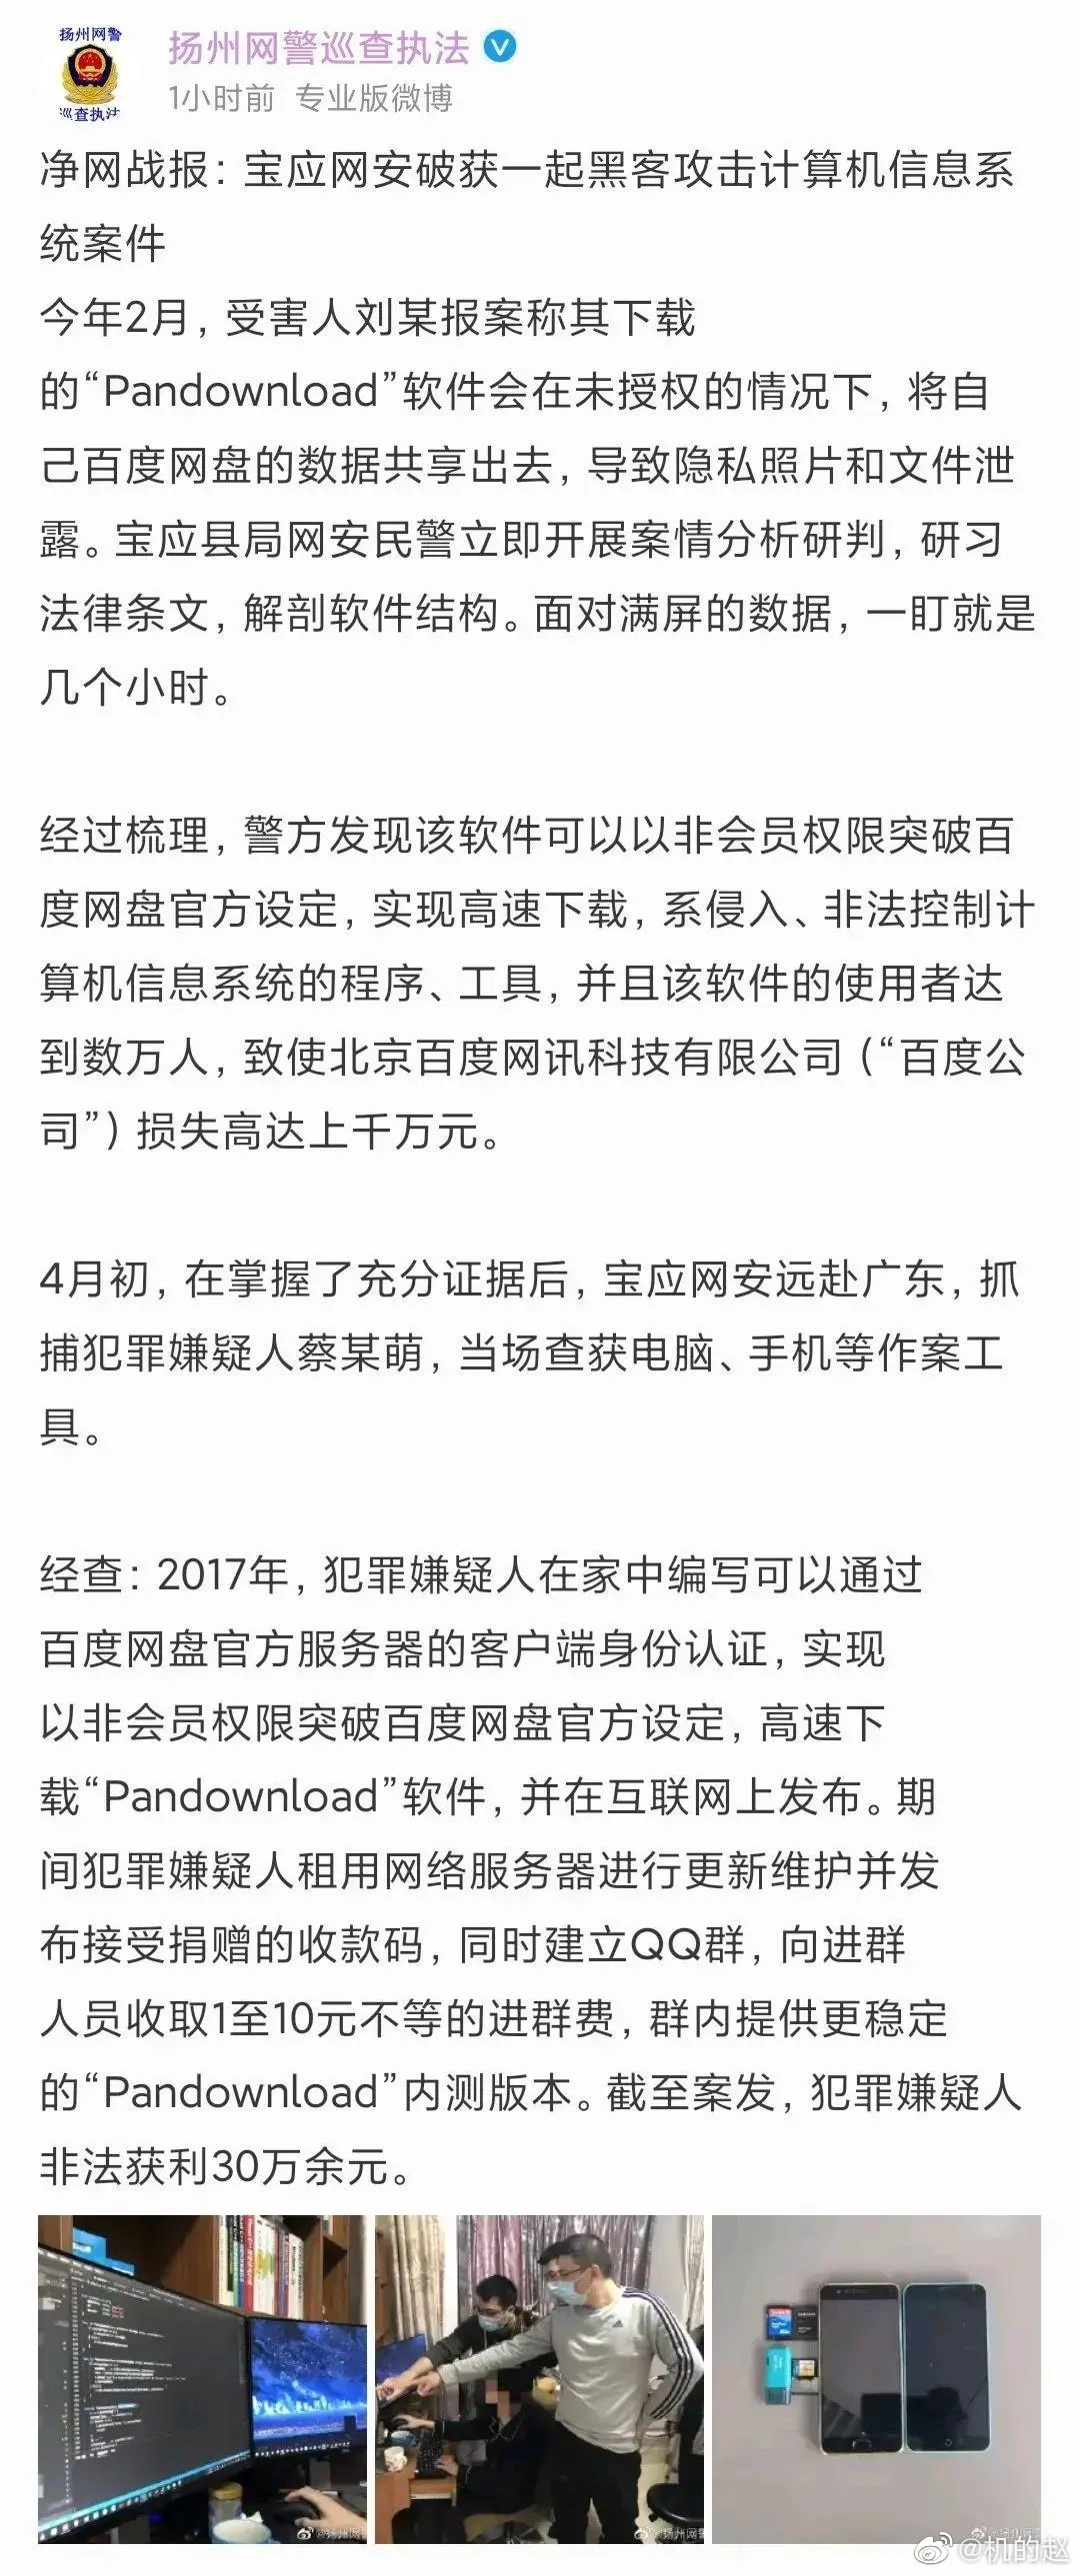 扬州网警
巡查执法
扬州网警巡查执法
1小时前 专业版微博
净网战报：宝应网安破获一起黑客攻击计算机信息系
统案件
今年2月，受害人刘某报案称其下载
的“Pandownload”软件会在未授权的情况下，将自
己百度网盘的数据共享出去，导致隐私照片和文件泄
露。宝应县局网安民警立即开展案情分析研判，研习
法律条文，解剖软件结构。面对满屏的数据，一盯就是
几个小时。
经过梳理，警方发现该软件可以以非会员权限突破百
度网盘官方设定，实现高速下载，系侵入、非法控制计
算机信息系统的程序、工具，并且该软件的使用者达
到数万人，致使北京百度网讯科技有限公司（“百度公
司”）损失高达上千万元。
4月初，在掌握了充分证据后，宝应网安远赴广东，抓
捕犯罪嫌疑人蔡某萌，当场查获电脑、手机等作案工
具。
经查：2017年，犯罪嫌疑人在家中编写可以通过
百度网盘官方服务器的客户端身份认证，实现
以非会员权限突破百度网盘官方设定，高速下
载“Pandownload”软件，并在互联网上发布。期
间犯罪嫌疑人租用网络服务器进行更新维护并发
布接受捐赠的收款码，同时建立QQ群，向进群
人员收取1至10元不等的进群费，群内提供更稳定
的“Pandownload”内测版本。截至案发，犯罪嫌疑人
非法获利30万余元。
@扬州网警
@机的赵